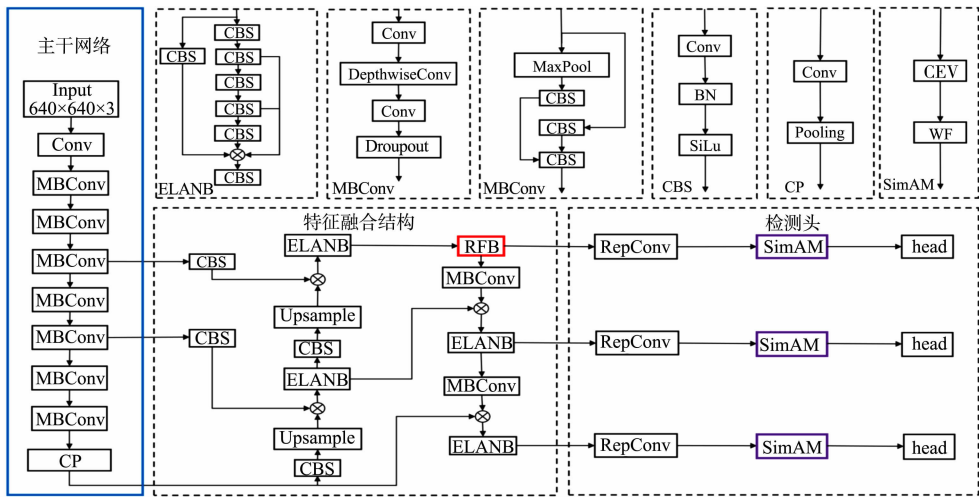 主干网络
Input
640×640×3
Conv
MBConv
MBConv
MBConv
MBConv
MBConv
MBConv
MBConv
CP
CBS
CBS
CBS
CBS
CBS
CBS
CBS
ELANB
Conv
DepthwiseConv
Conv
Droupout
MBConv
MaxPool
CBS
CBS
CBS
MBConv
Conv
BN
SiLu
CBS
Conv
Pooling
CP
CEV
WF
SimAM
特征融合结构
ELANB
RFB
CBS
MBConv
Upsample
CBS
CBS
ELANB
ELANB
MBConv
Upsample
CBS
ELANB
检测头
RepConv
SimAM
head
RepConv
SimAM
head
RepConv
SimAM
head